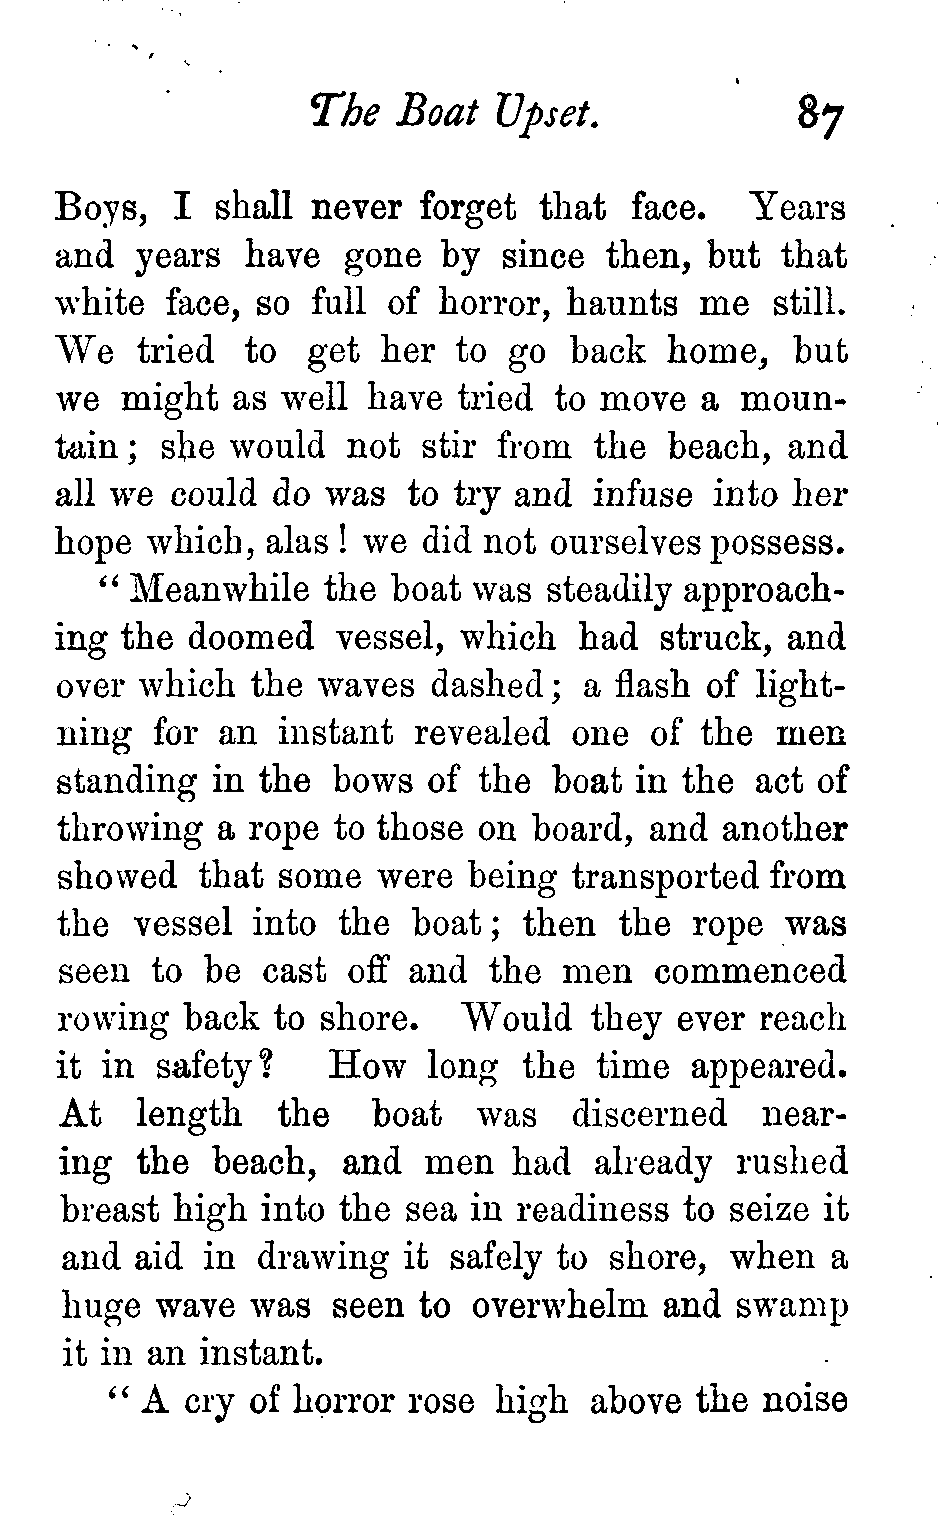 The Boat Upset. 87
Boys, I shall never forget that face. Years
and years have gone by since then, but that
white face, so full of horror, haunts me still.
We tried to get her to go back home, but
we might as well have tried to move a moun-
tain; she would not stir from the beach, and
all we could do was to try and infuse into her
hope which, alas! we did not ourselves possess.
“Meanwhile the boat was steadily approach-
ing the doomed vessel, which had struck, and
over which the waves dashed; a flash of light-
ning for an instant revealed one of the men
standing in the bows of the boat in the act of
throwing a rope to those on board, and another
showed that some were being transported from
the vessel into the boat; then the rope was
seen to be cast off and the men commenced
rowing back to shore. Would they ever reach
it in safety? How long the time appeared.
At length the boat was discerned near-
ing the beach, and men had already rushed
breast high into the sea in readiness to seize it
and aid in drawing it safely to shore, when a
huge wave was seen to overwhelm and swamp
it in an instant.
“A cry of horror rose high above the noise